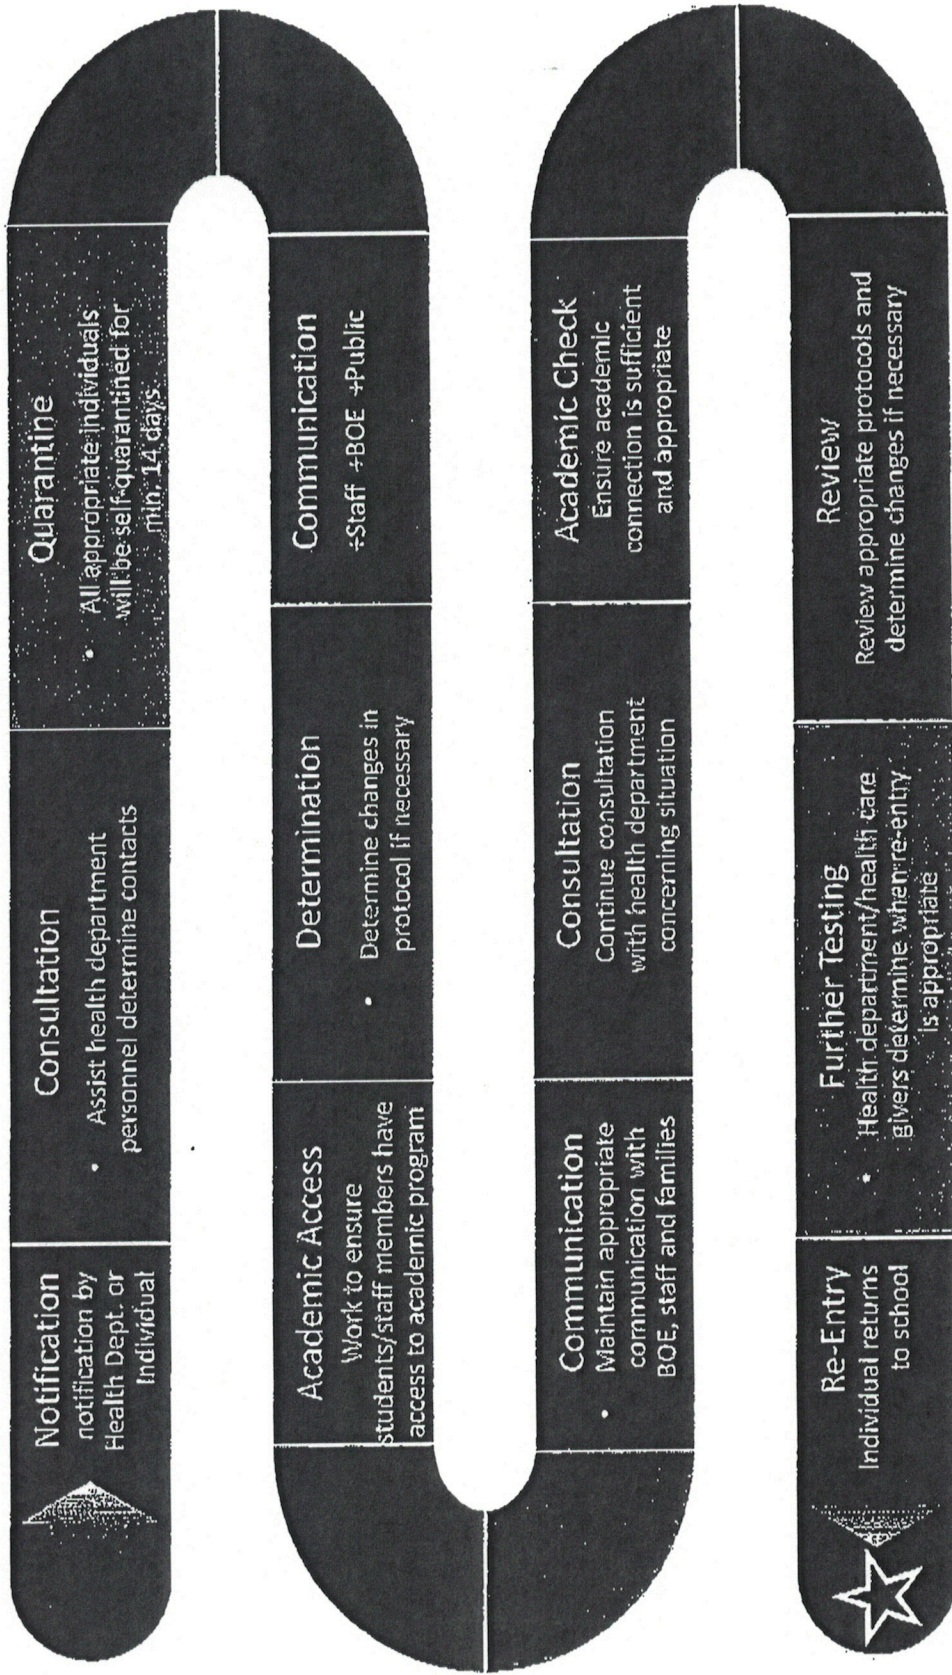 Notification
notification by
Health Dept. or
Individual
Consultation
• Assist health department
personnel determine contacts
Quarantine
• All appropriate individuals
will be self-quarantined for
min. 14 days
Communication
÷Staff ÷BOE ÷Public
Determination
• Determine changes in
protocol if necessary
Academic Access
Work to ensure
students/staff members have
access to academic program
Communication
• Maintain appropriate
communication with
BOE, staff and families
Consultation
Continue consultation
with health department
concerning situation
Academic Check
Ensure academic
connection is sufficient
and appropriate
Review
Review appropriate protocols and
determine changes if necessary
Further Testing
• Health department/health care
givers determine when re-entry
is appropriate
Re-Entry
Individual returns
to school